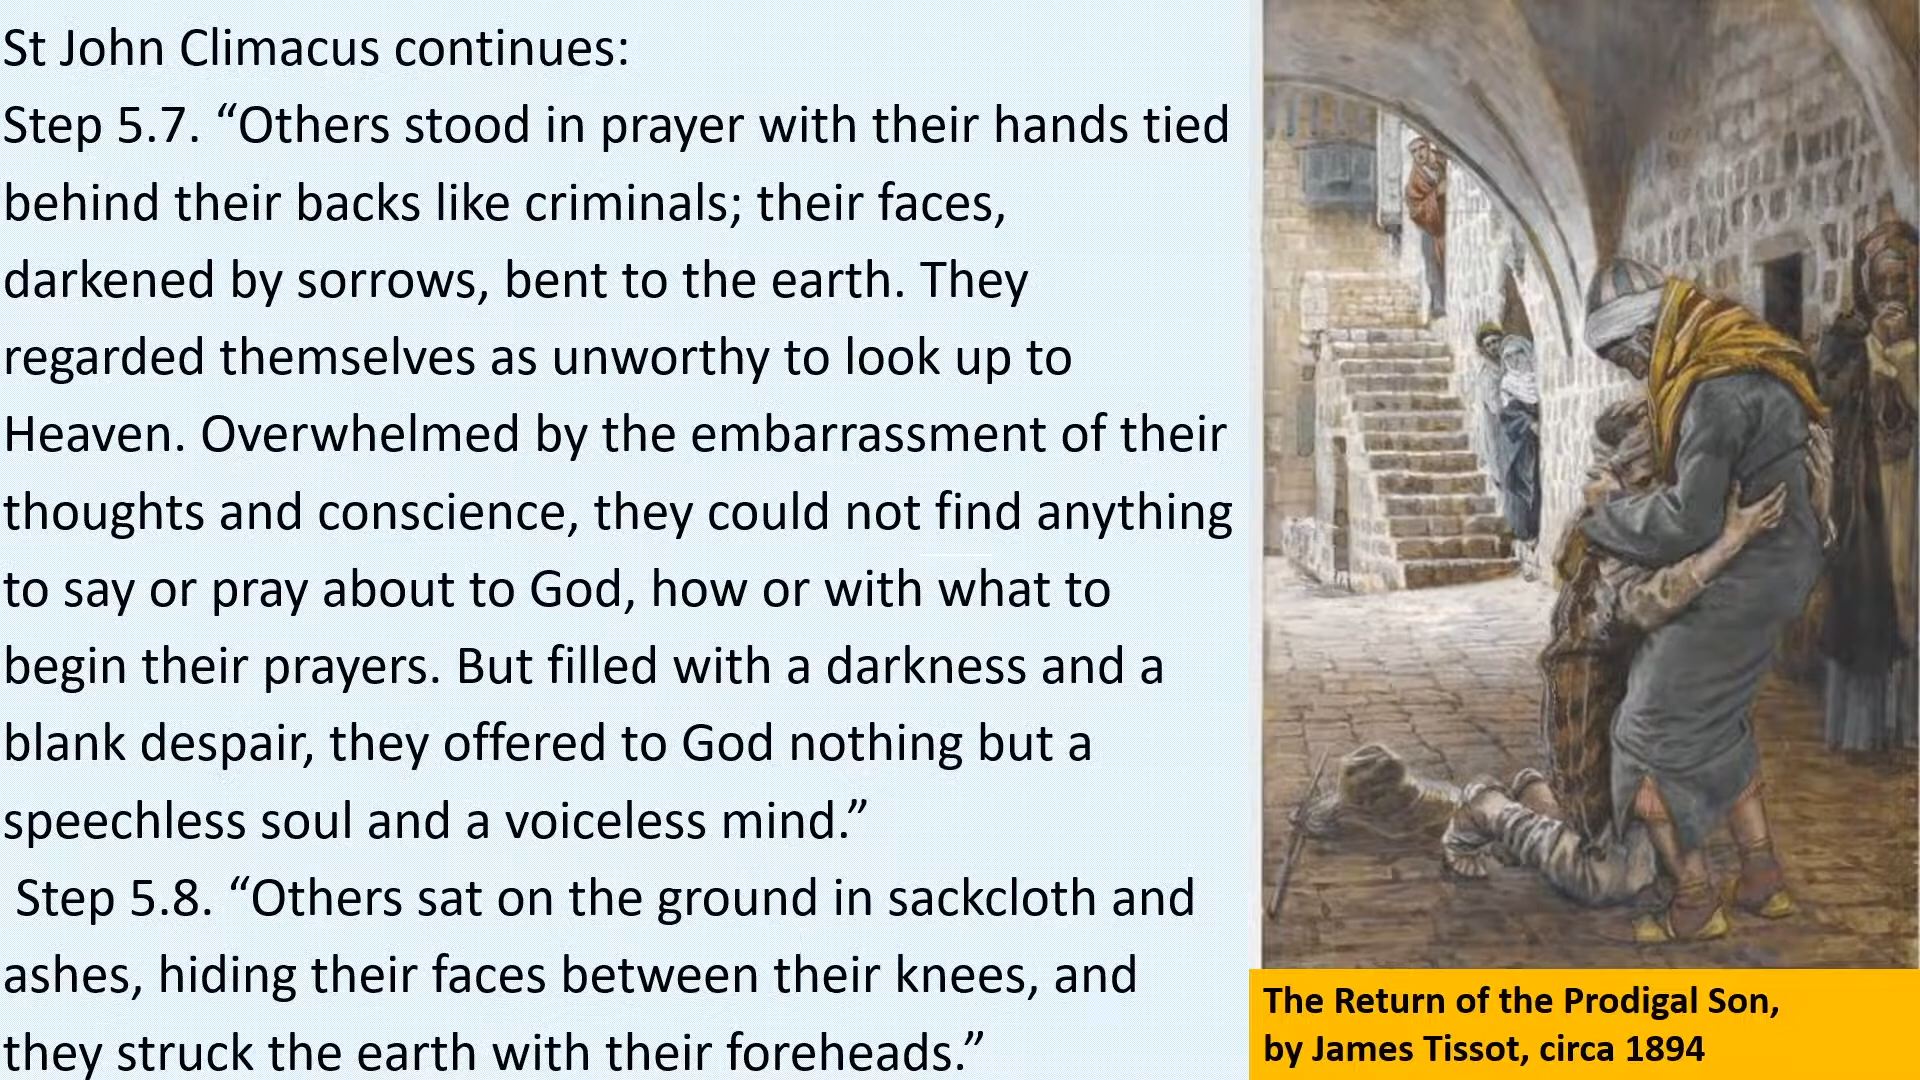 St John Climacus continues:
Step 5.7. “Others stood in prayer with their hands tied
behind their backs like criminals; their faces,
darkened by sorrows, bent to the earth. They
regarded themselves as unworthy to look up to
Heaven. Overwhelmed by the embarrassment of their
thoughts and conscience, they could not find anything
to say or pray about to God, how or with what to
begin their prayers. But filled with a darkness and a
blank despair, they offered to God nothing but a
speechless soul and a voiceless mind.”
Step 5.8. “Others sat on the ground in sackcloth and
ashes, hiding their faces between their knees, and
they struck the earth with their foreheads.”
The Return of the Prodigal Son,
by James Tissot, circa 1894